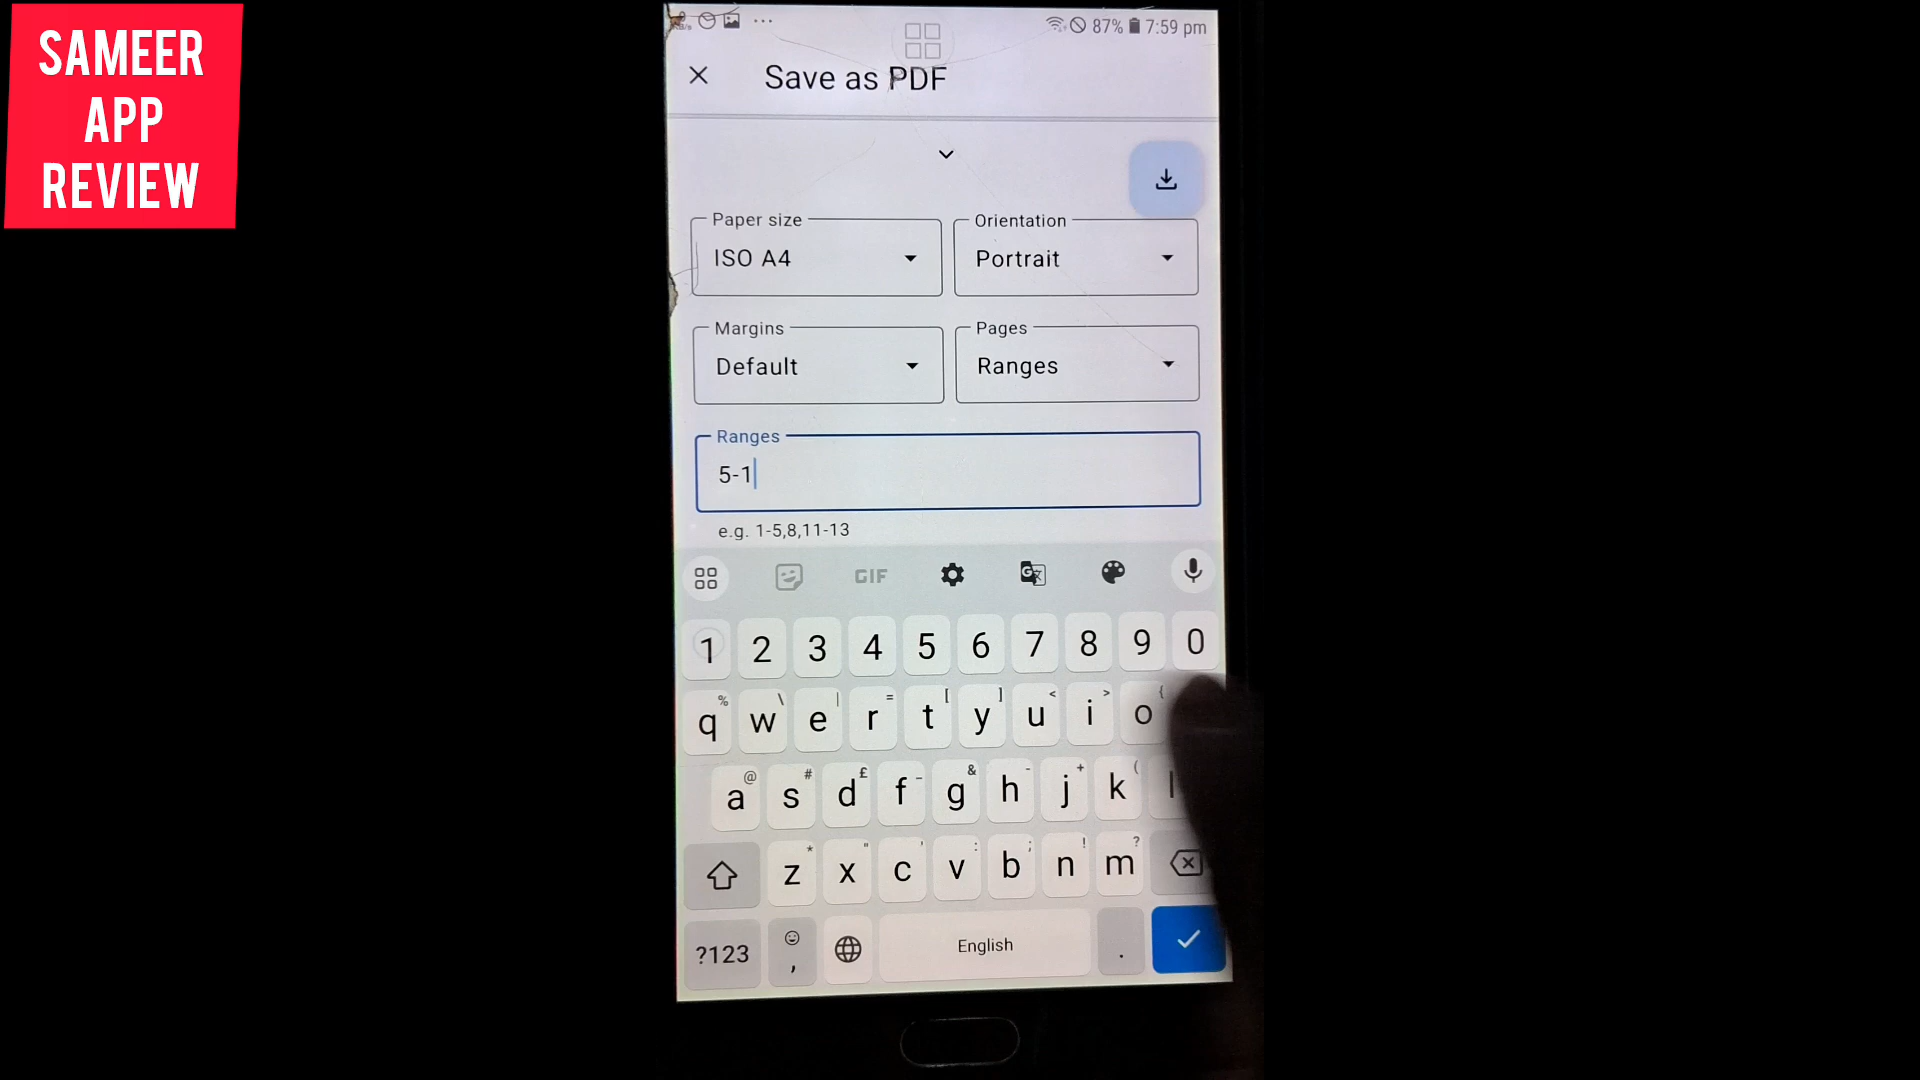 SAMEER
APP
REVIEW
87% 7:59 pm
Save as PDF
Paper size
ISO A4
Orientation
Portrait
Margins
Default
Pages
Ranges
Ranges
5-1
e.g. 1-5,8,11-13
GIF
1 2 3 4 5 6 7 8 9 0
% \ | = [ ] < > {
q w e r t y u i o
@ # £ & - + (
a s d f g h j k l
* " ' : ; ! ?
z x c v b n m
?123 , English .